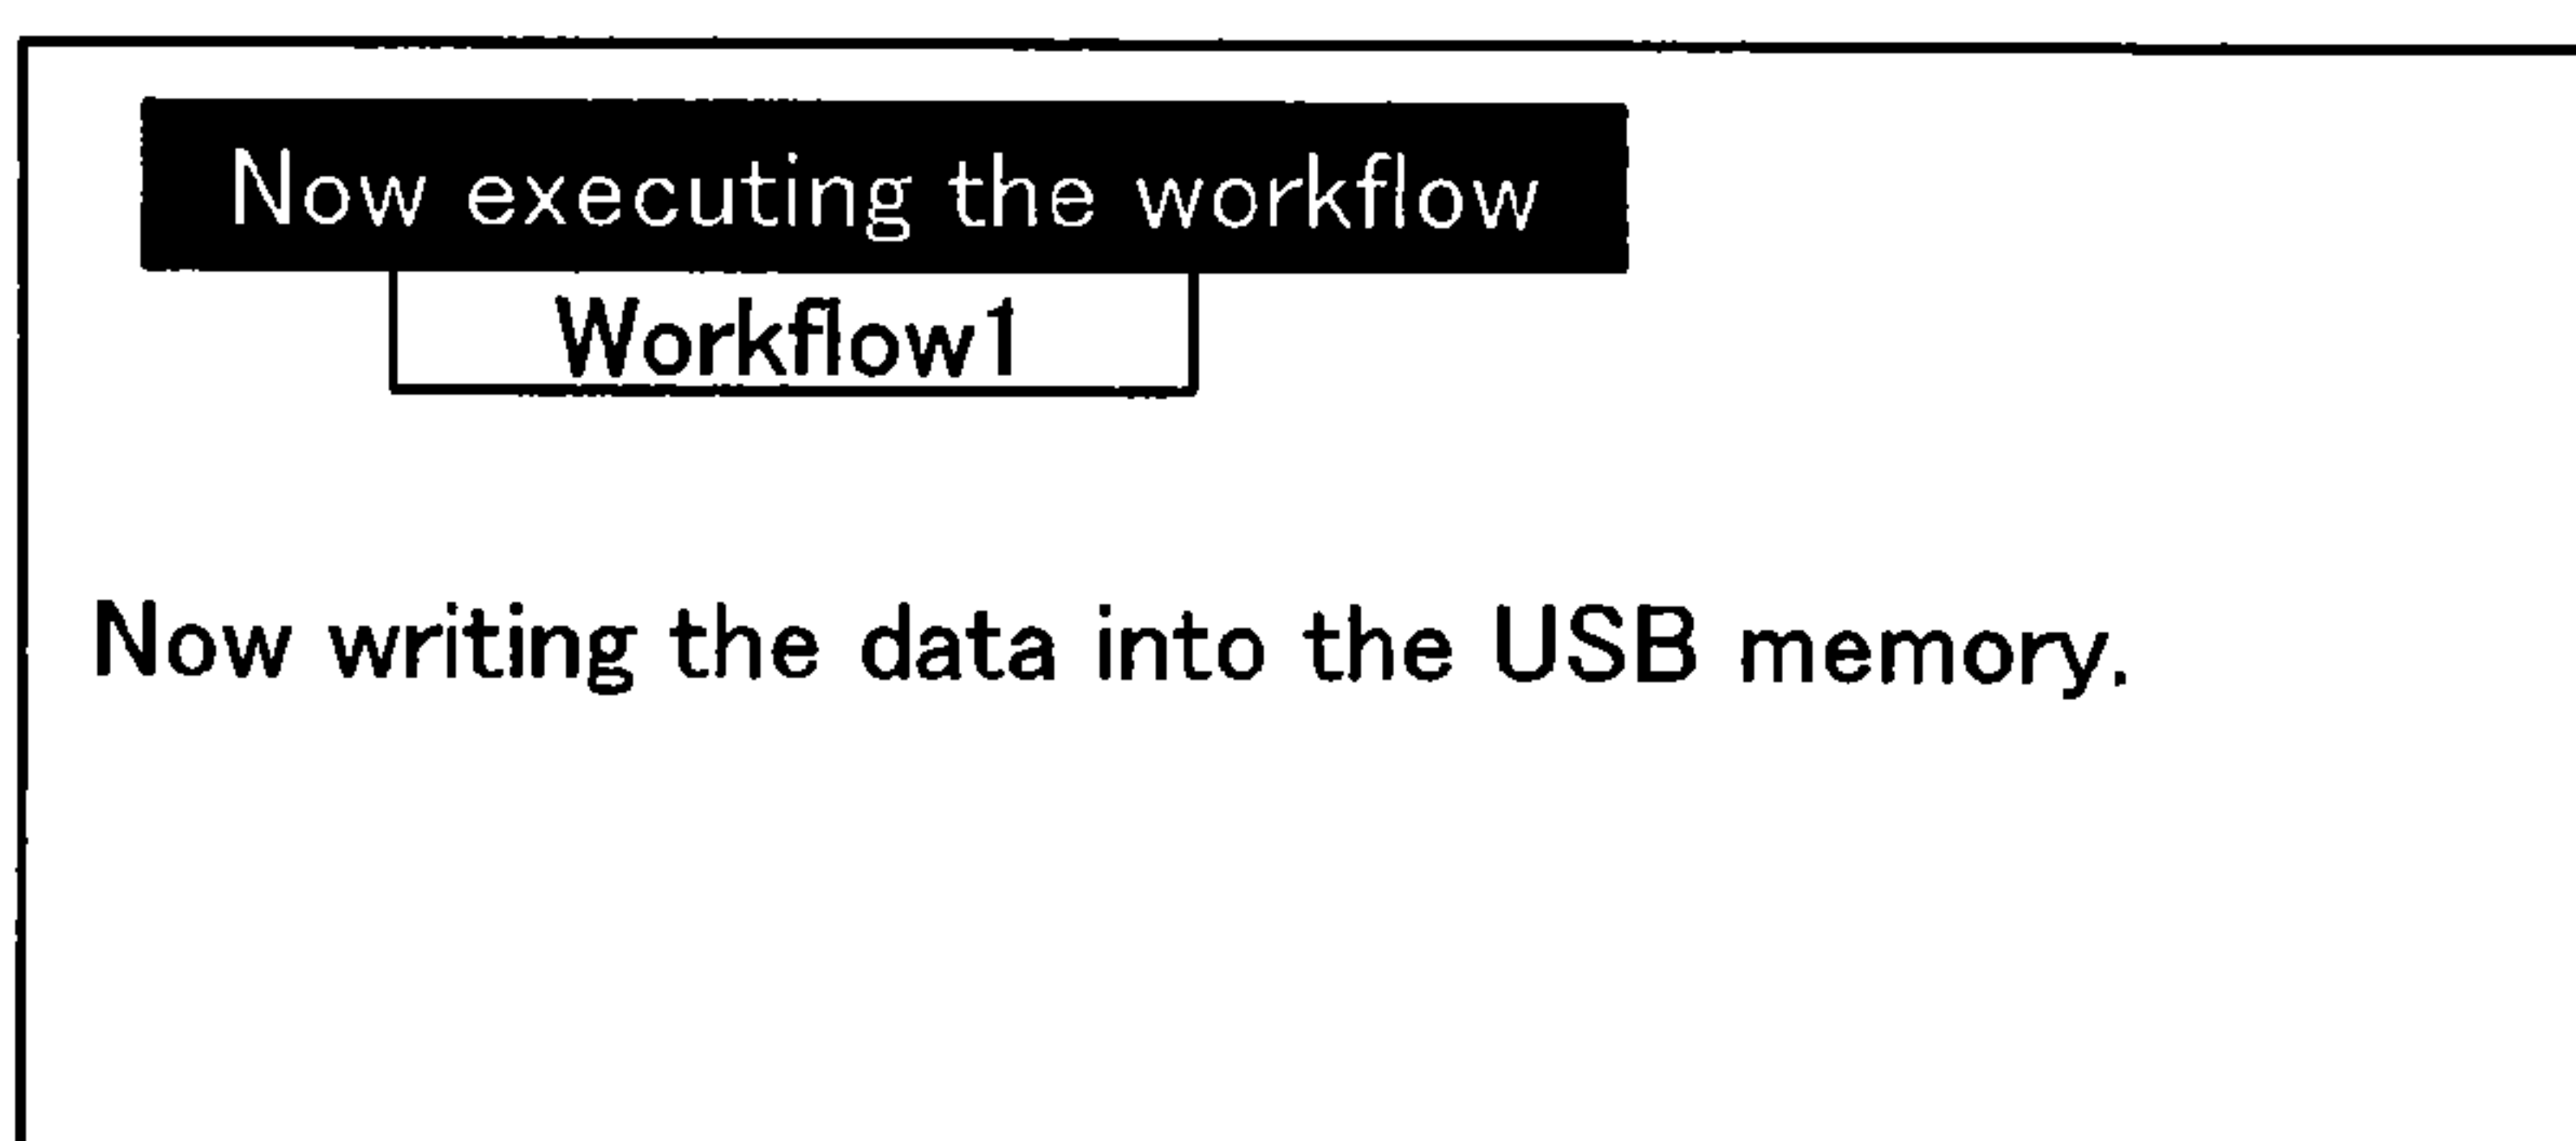 Now executing the workflow
Workflow1
Now writing the data into the USB memory.